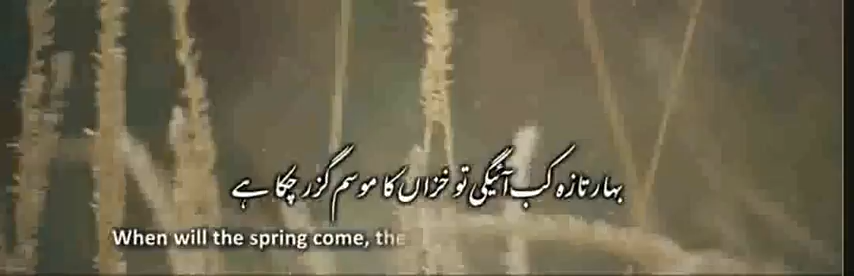 بہار تازہ کب آئیگی تو خزاں کا موسم گزر چکا ہے
When will the spring come, the